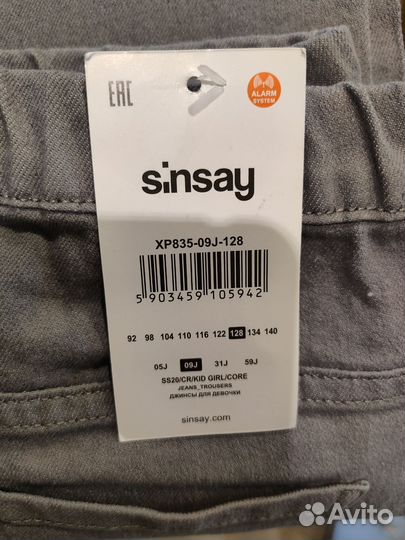 EAC
ALARM
SYSTEM
sinsay
XP835-09J-128
5 903459 105942
92 98 104 110 116 122 128 134 140
05J 09J 31J 59J
SS20/CR/KID GIRL/CORE
JEANS_TROUSERS
ДЖИНСЫ ДЛЯ ДЕВОЧКИ
sinsay.com
Avito